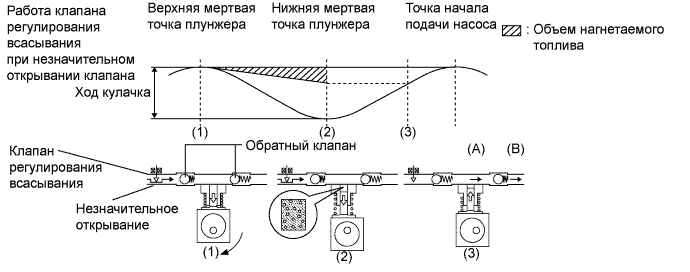 Работа клапана
регулирования
всасывания
при незначительном
открывании клапана
Верхняя мертвая
точка плунжера
Нижняя мертвая
точка плунжера
Точка начала
подачи насоса
: Объем нагнетаемого
топлива
Ход кулачка
(1)
(2)
(3)
Обратный клапан
(A)
(B)
Клапан
регулирования
всасывания
Незначительное
открывание
(1)
(2)
(3)